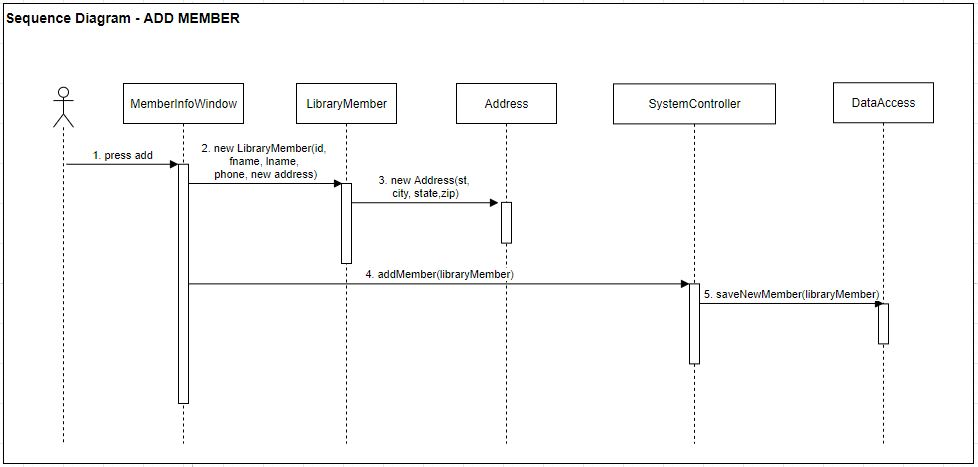 Sequence Diagram - ADD MEMBER
MemberInfoWindow
LibraryMember
Address
SystemController
DataAccess
1. press add
2. new LibraryMember(id,
fname, lname,
phone, new address)
3. new Address(st,
city, state,zip)
4. addMember(libraryMember)
5. saveNewMember(libraryMember)